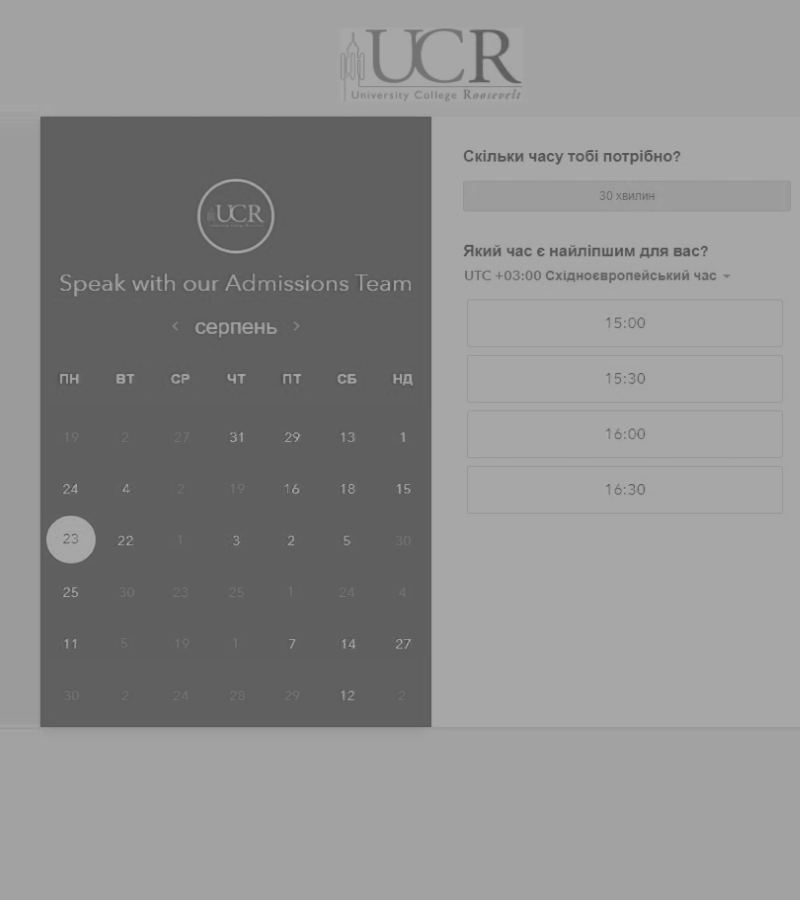 UCR
University College Roosevelt
UCR
Speak with our Admissions Team
серпень
ПН ВТ СР ЧТ ПТ СБ НД
19 2 27 31 29 13 1
24 4 2 19 16 18 15
23 22 1 3 2 5 30
25 30 23 25 1 24 4
11 5 19 1 7 14 27
30 2 24 28 29 12 2
Скільки часу тобі потрібно?
30 хвилин
Який час є найліпшим для вас?
UTC +03:00 Східноєвропейський час
15:00
15:30
16:00
16:30